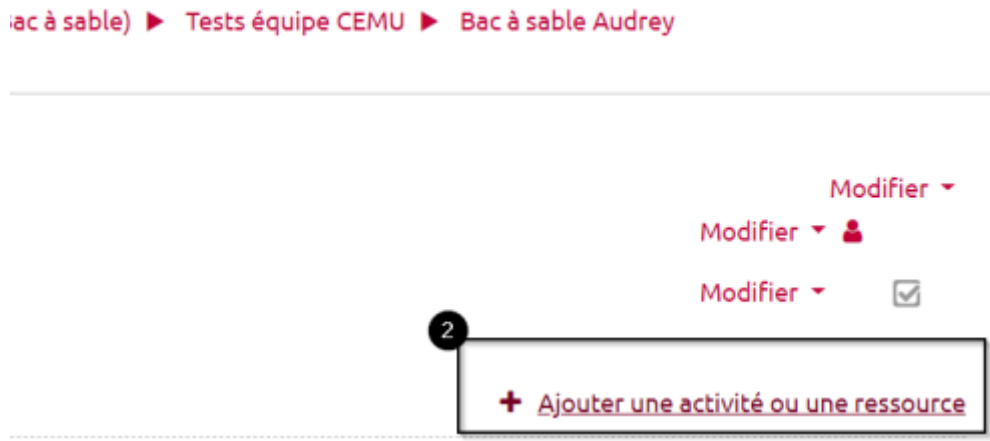 ac à sable) ▶ Tests équipe CEMU ▶ Bac à sable Audrey
Modifier
Modifier
Modifier
2
+ Ajouter une activité ou une ressource